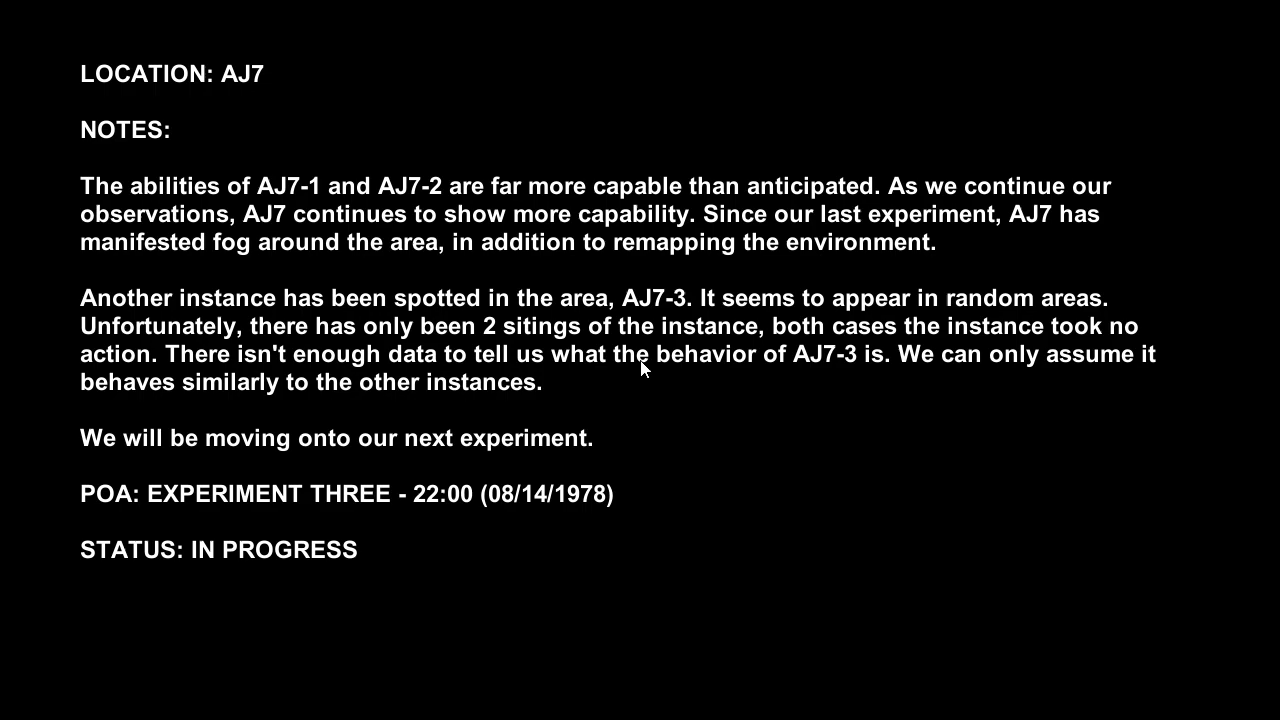 LOCATION: AJ7
NOTES:
The abilities of AJ7-1 and AJ7-2 are far more capable than anticipated. As we continue our
observations, AJ7 continues to show more capability. Since our last experiment, AJ7 has
manifested fog around the area, in addition to remapping the environment.
Another instance has been spotted in the area, AJ7-3. It seems to appear in random areas.
Unfortunately, there has only been 2 sitings of the instance, both cases the instance took no
action. There isn't enough data to tell us what the behavior of AJ7-3 is. We can only assume it
behaves similarly to the other instances.
We will be moving onto our next experiment.
POA: EXPERIMENT THREE - 22:00 (08/14/1978)
STATUS: IN PROGRESS